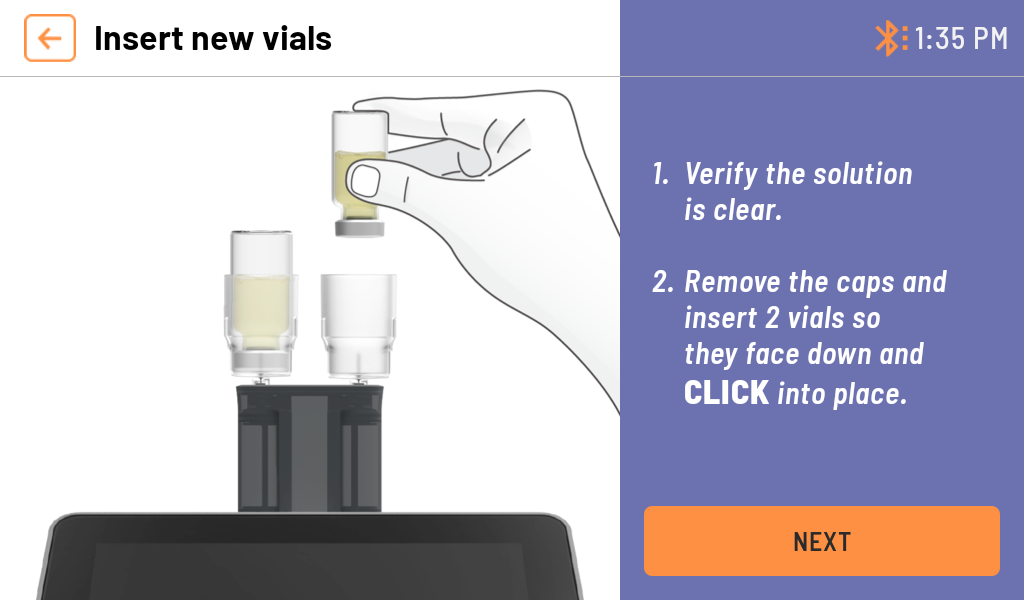 Insert new vials
1:35 PM
1. Verify the solution
is clear.
2. Remove the caps and
insert 2 vials so
they face down and
CLICK into place.
NEXT